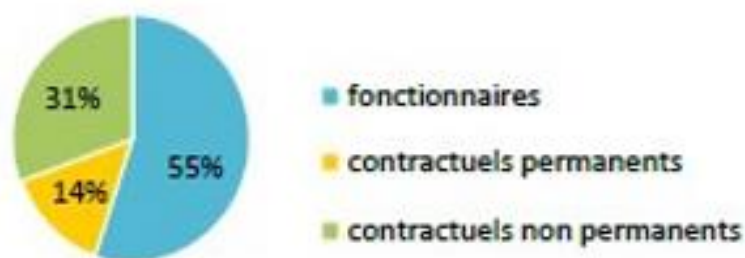 31%
fonctionnaires
55%
contractuels permanents
14%
contractuels non permanents